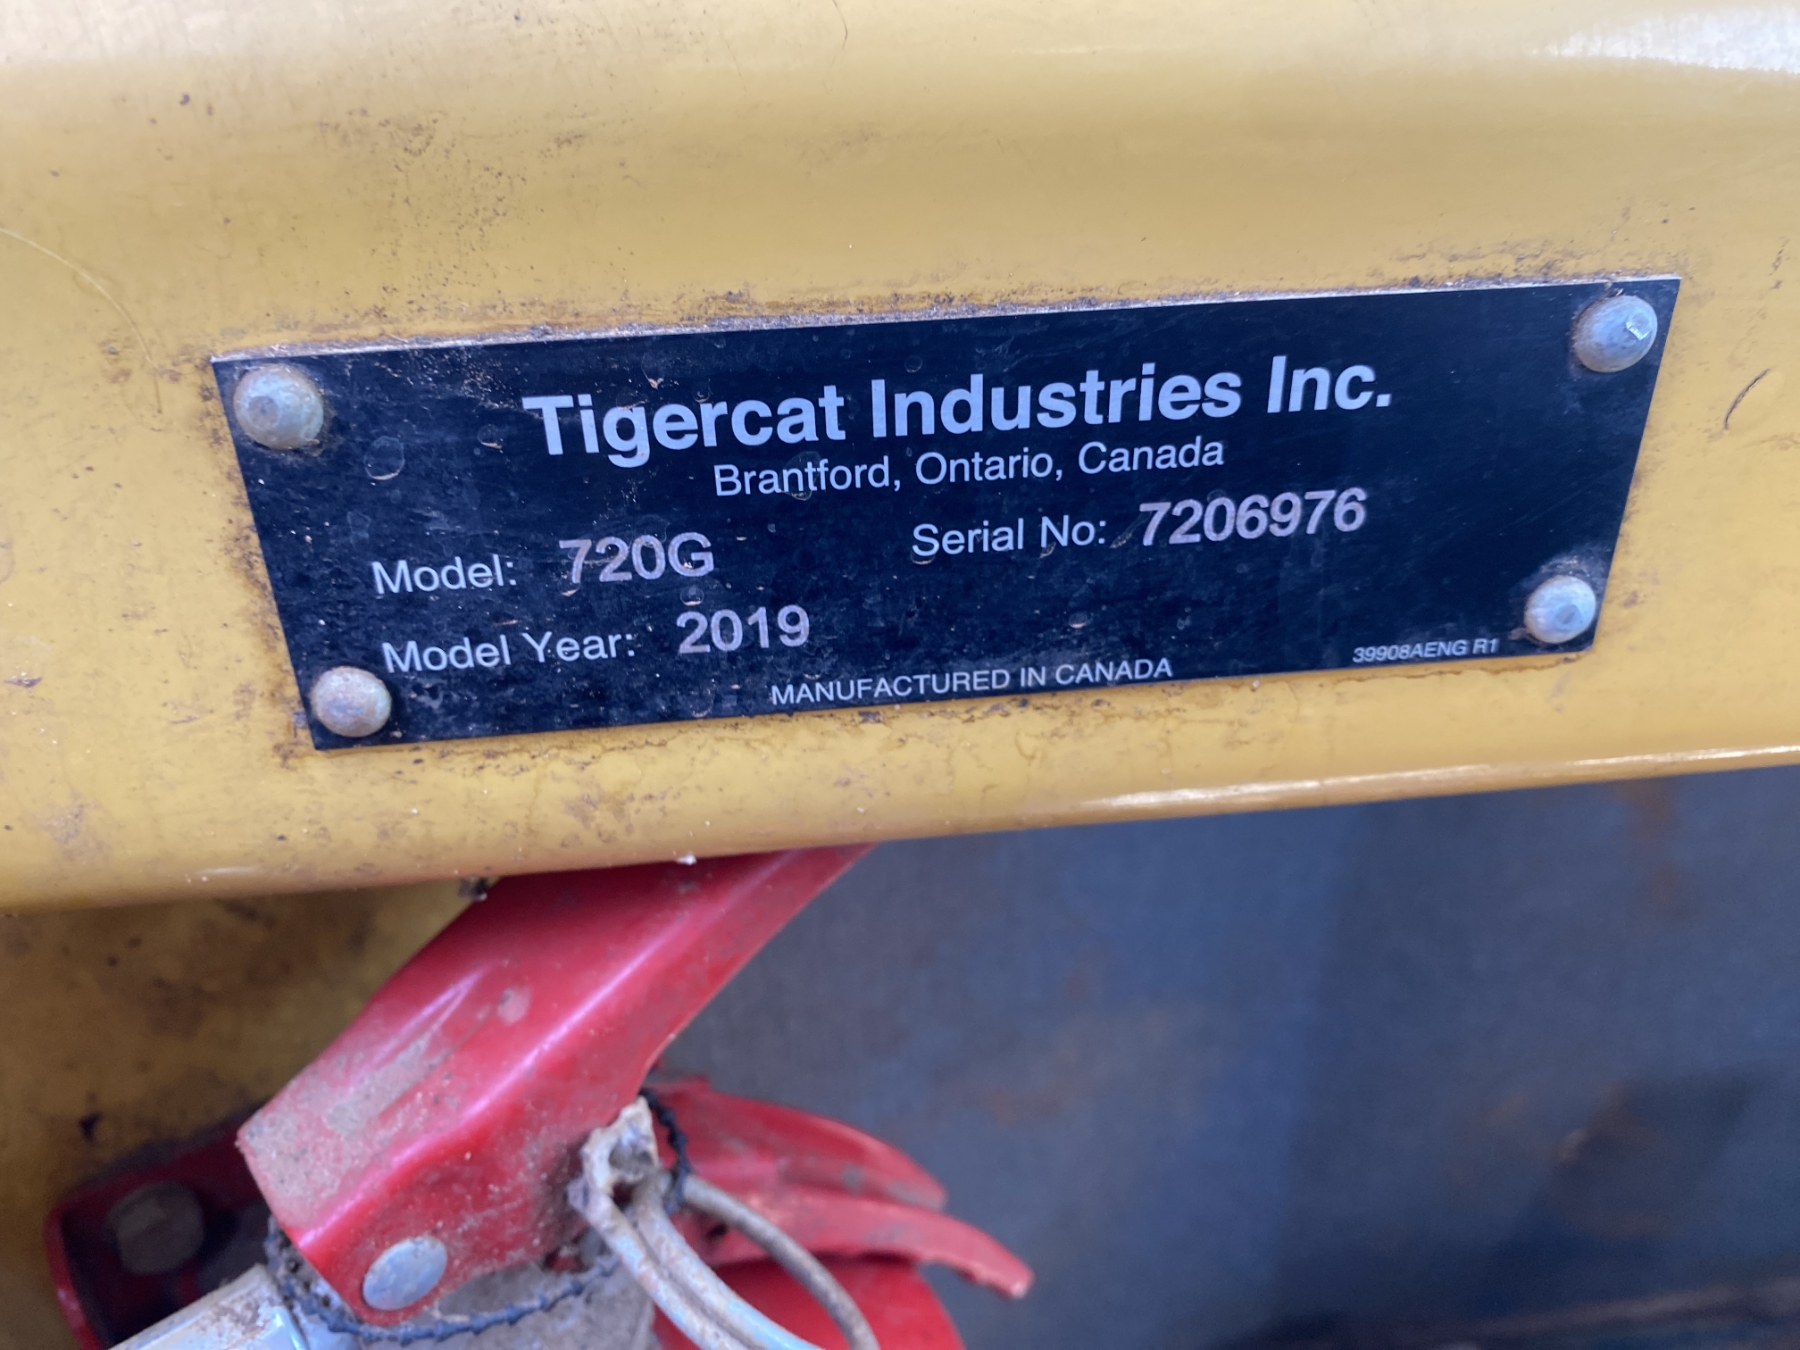 Tigercat Industries Inc.
Brantford, Ontario, Canada
Model: 720G Serial No: 7206976
Model Year: 2019
MANUFACTURED IN CANADA 39908AENG R1